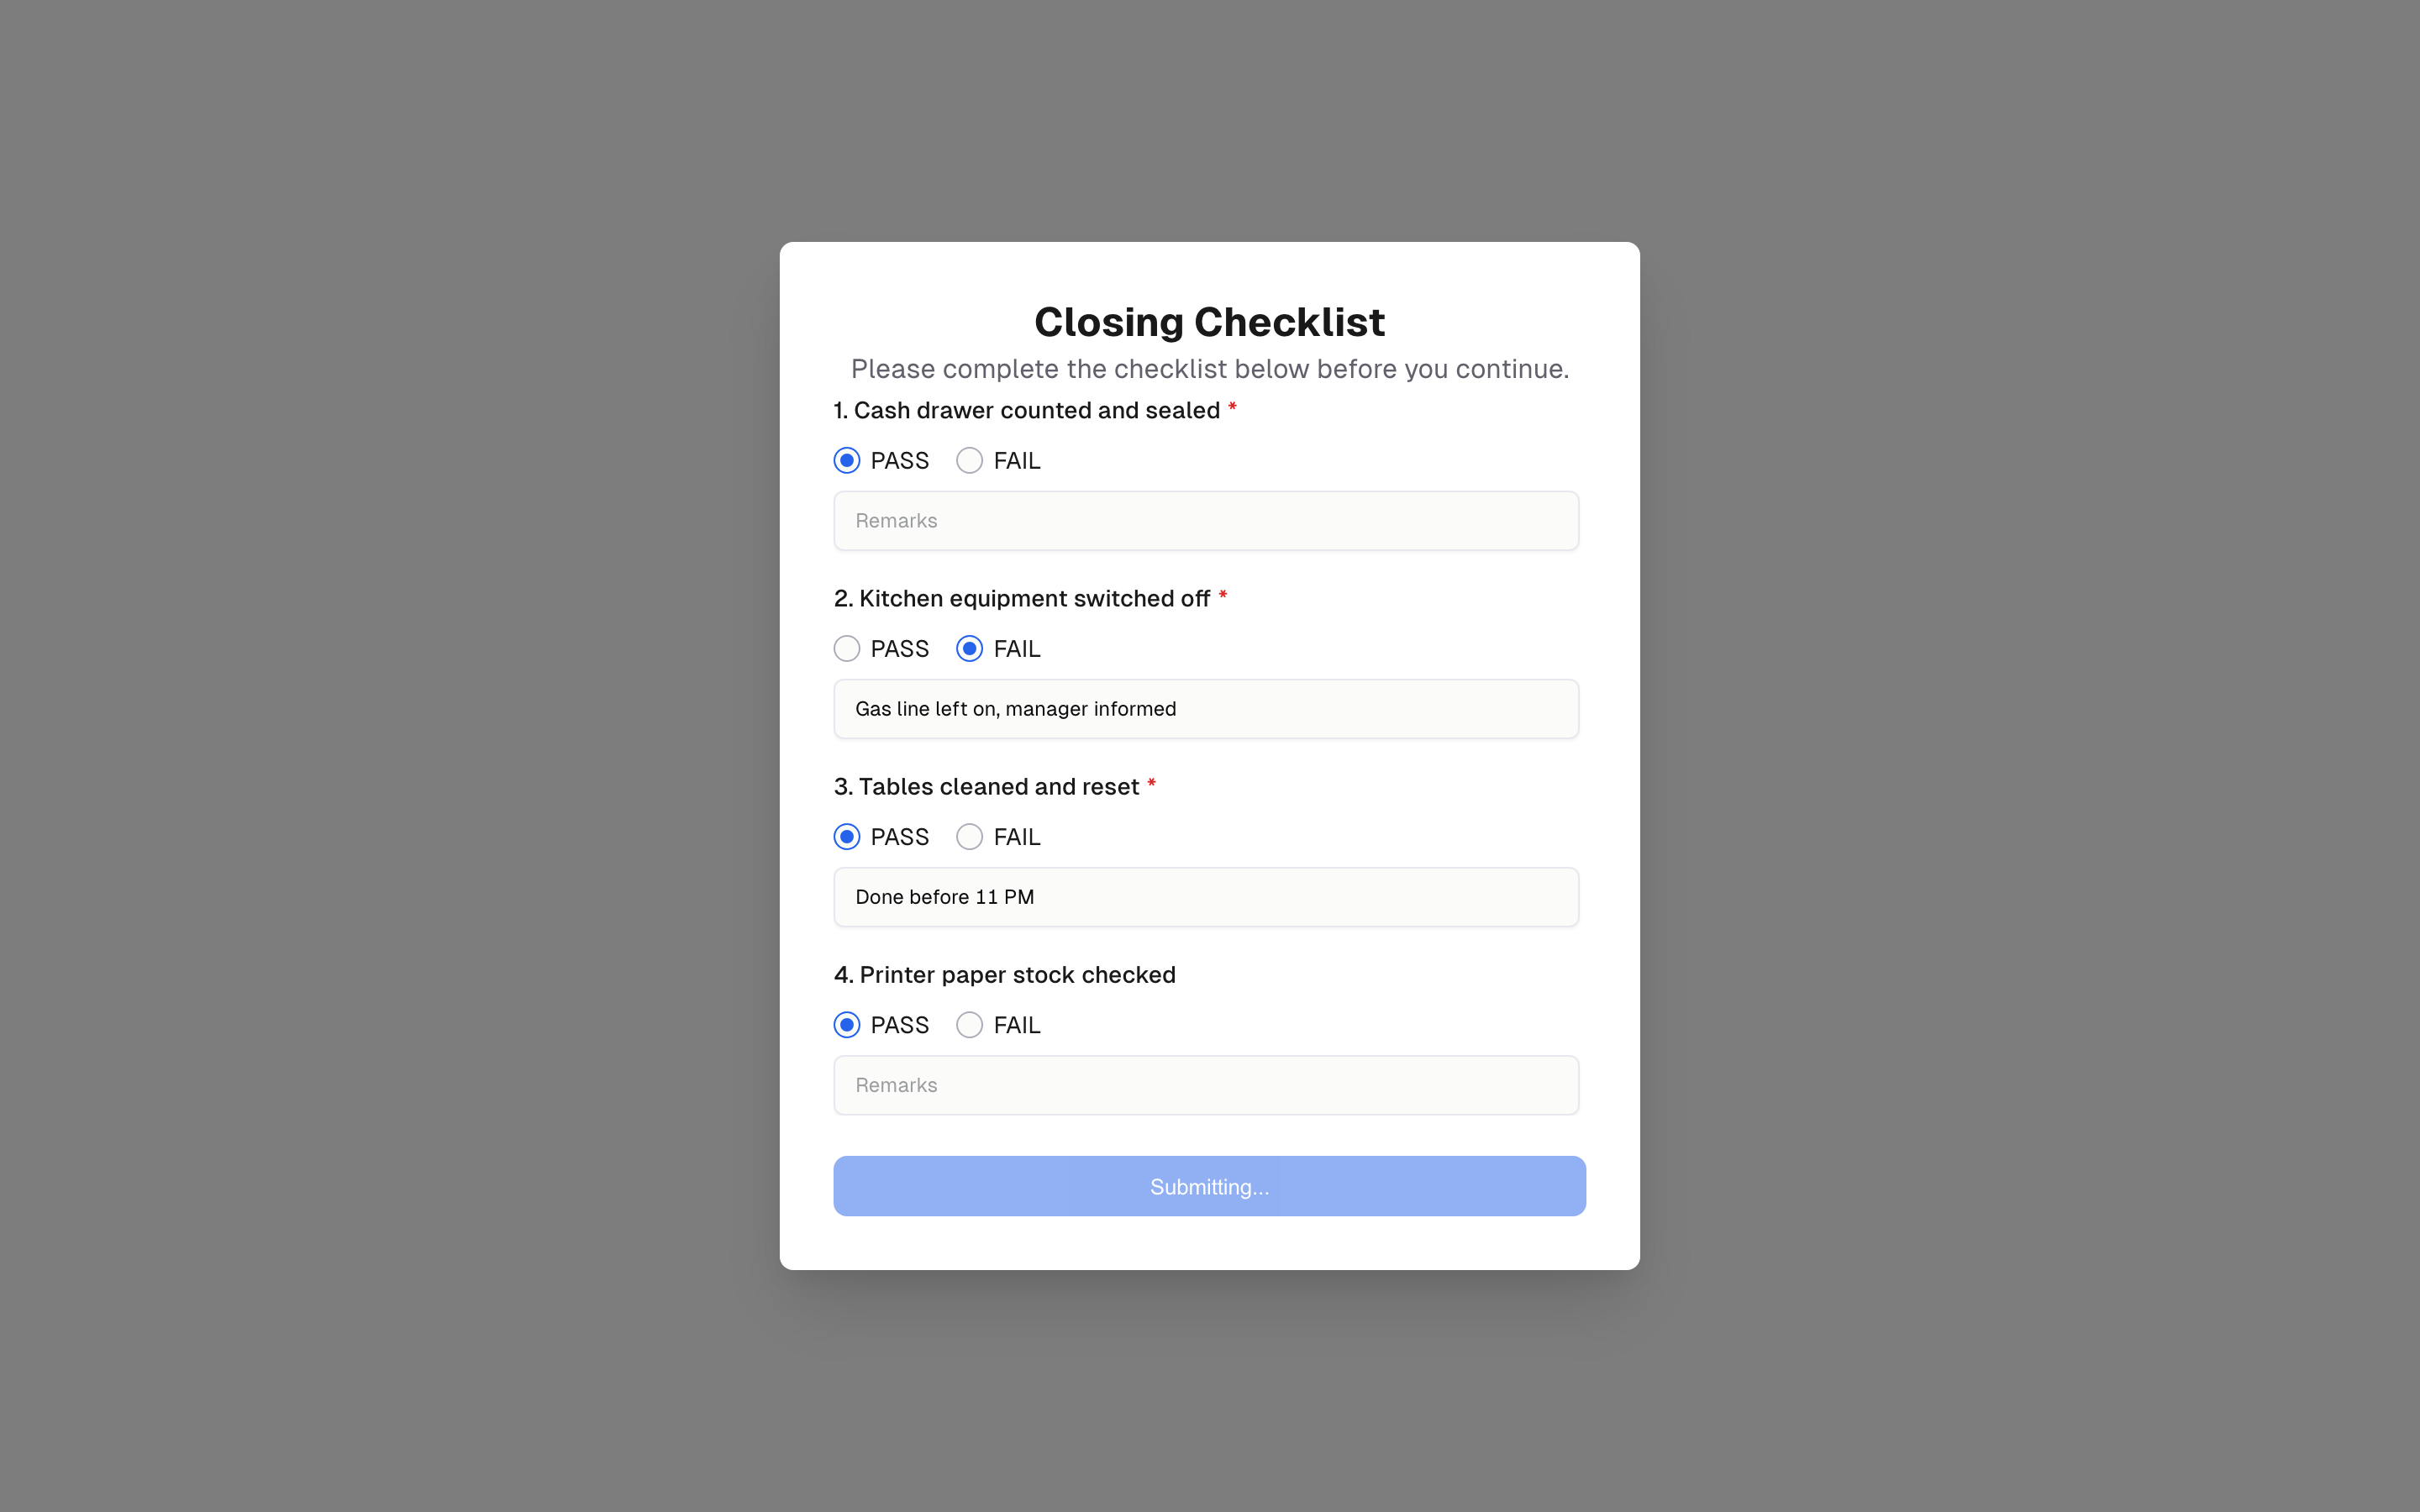 Closing Checklist
Please complete the checklist below before you continue.
1. Cash drawer counted and sealed *
PASS FAIL
Remarks
2. Kitchen equipment switched off *
PASS FAIL
Gas line left on, manager informed
3. Tables cleaned and reset *
PASS FAIL
Done before 11 PM
4. Printer paper stock checked
PASS FAIL
Remarks
Submitting...